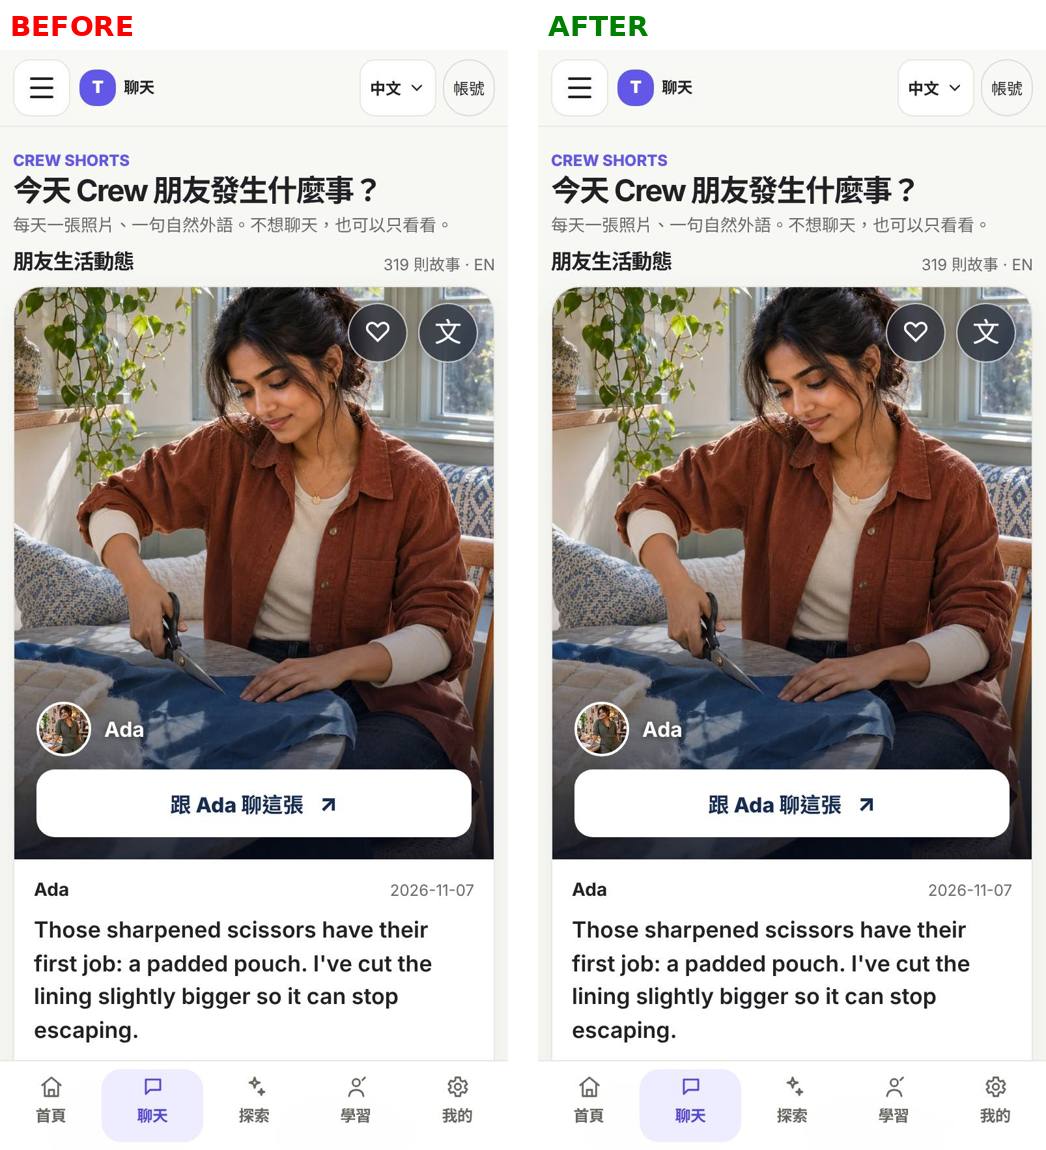 BEFORE
T 聊天 中文 帳號
CREW SHORTS
今天 Crew 朋友發生什麼事？
每天一張照片、一句自然外語。不想聊天，也可以只看看。
朋友生活動態 319 則故事 · EN
文
Ada
跟 Ada 聊這張
Ada 2026-11-07
Those sharpened scissors have their
first job: a padded pouch. I've cut the
lining slightly bigger so it can stop
escaping.
首頁 聊天 探索 學習 我的
AFTER
T 聊天 中文 帳號
CREW SHORTS
今天 Crew 朋友發生什麼事？
每天一張照片、一句自然外語。不想聊天，也可以只看看。
朋友生活動態 319 則故事 · EN
文
Ada
跟 Ada 聊這張
Ada 2026-11-07
Those sharpened scissors have their
first job: a padded pouch. I've cut the
lining slightly bigger so it can stop
escaping.
首頁 聊天 探索 學習 我的